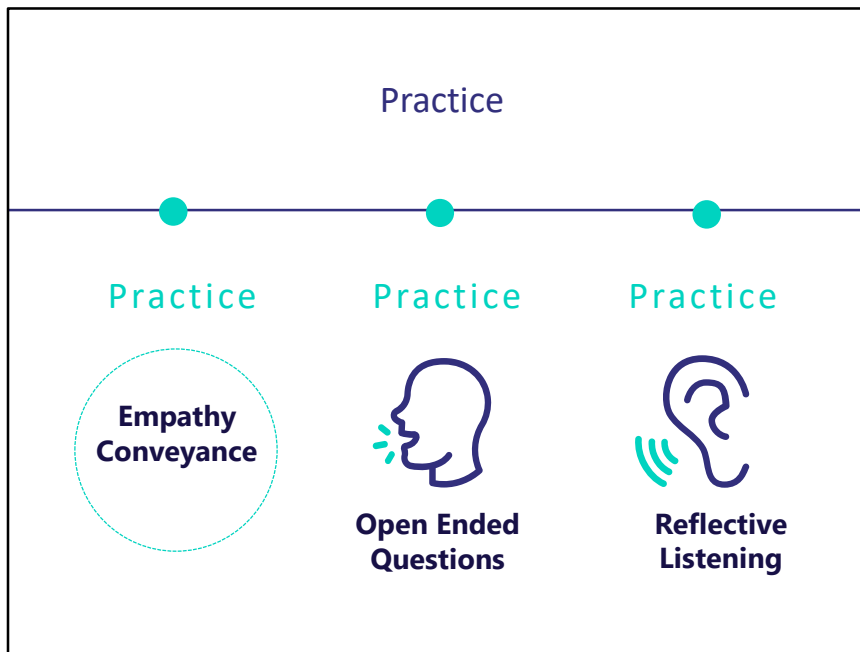 Practice
Practice
Practice
Practice
Empathy
Conveyance
Open Ended
Questions
Reflective
Listening